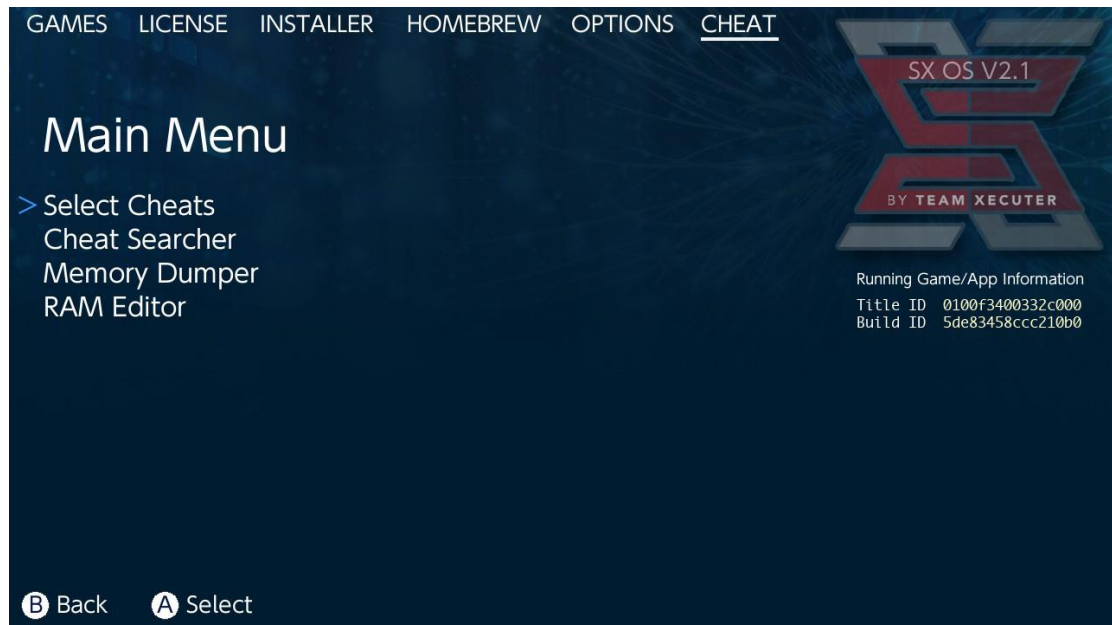 GAMES LICENSE INSTALLER HOMEBREW OPTIONS CHEAT
SX OS V2.1
BY TEAM XECUTER
Main Menu
> Select Cheats
Cheat Searcher
Memory Dumper
RAM Editor
Running Game/App Information
Title ID 0100f3400332c000
Build ID 5de83458ccc210b0
B Back A Select